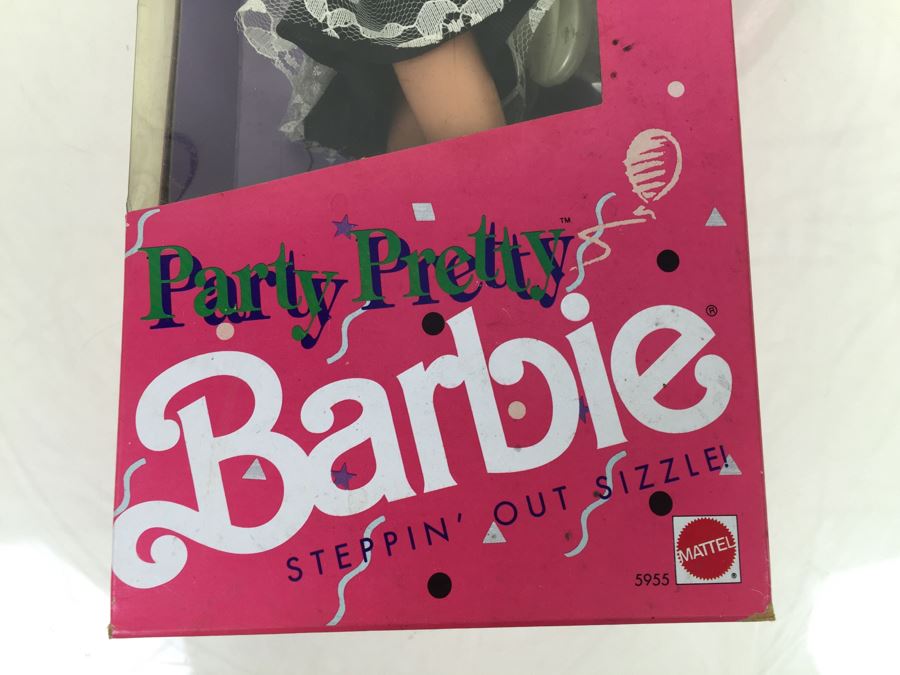 Party Pretty™
Barbie®
STEPPIN' OUT SIZZLE!
5955
MATTEL®